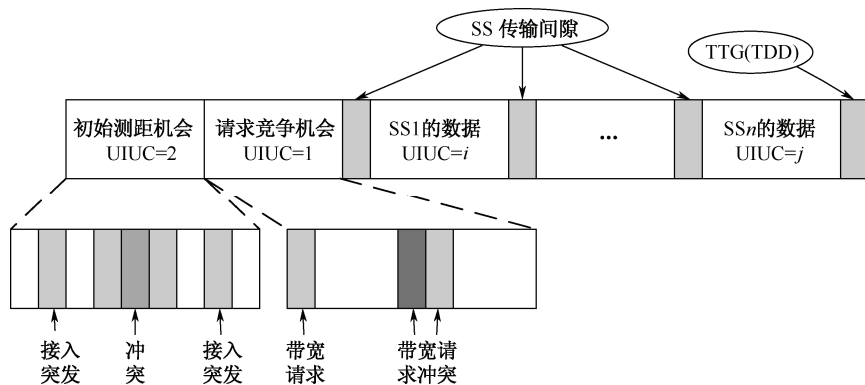 SS 传输间隙
TTG(TDD)
初始测距机会
UIUC=2
请求竞争机会
UIUC=1
SS1的数据
UIUC=i
...
SSn的数据
UIUC=j
接入
突发
冲
突
接入
突发
带宽
请求
带宽请
求冲突